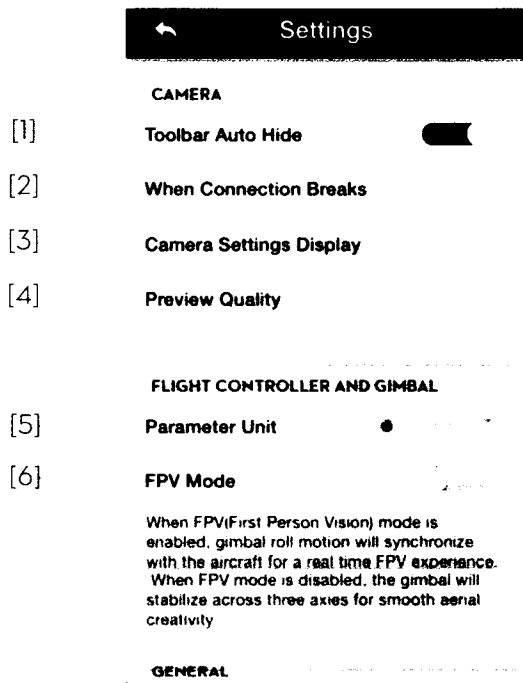 Settings
CAMERA
[1] Toolbar Auto Hide
[2] When Connection Breaks
[3] Camera Settings Display
[4] Preview Quality
FLIGHT CONTROLLER AND GIMBAL
[5] Parameter Unit
[6] FPV Mode
When FPV(First Person Vision) mode is
enabled, gimbal roll motion will synchronize
with the aircraft for a real time FPV experience.
When FPV mode is disabled, the gimbal will
stabilize across three axies for smooth aerial
creativity
GENERAL